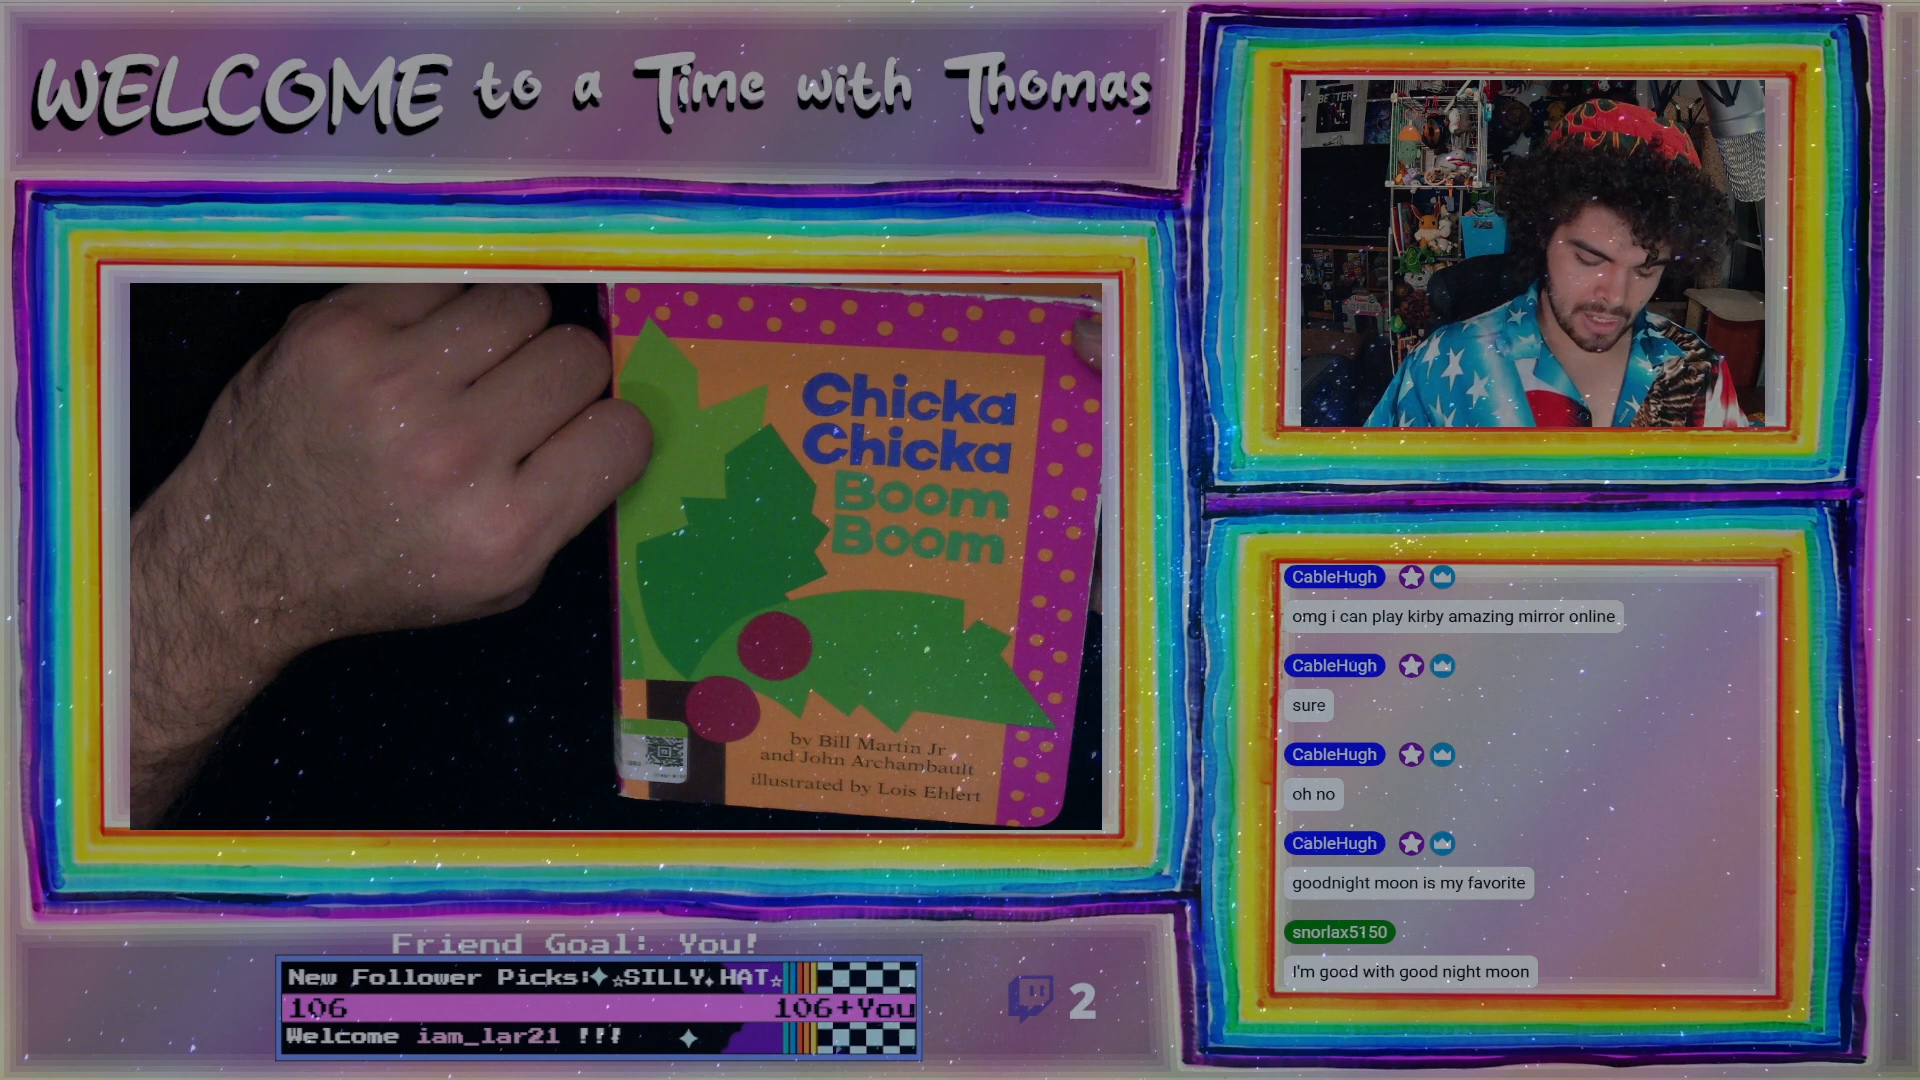 WELCOME to a Time with Thomas
BETTER
Chicka
Chicka
Boom
Boom
by Bill Martin Jr
and John Archambault
illustrated by Lois Ehlert
CableHugh
omg i can play kirby amazing mirror online
CableHugh
sure
CableHugh
oh no
CableHugh
goodnight moon is my favorite
snorlax5150
I'm good with good night moon
Friend Goal: You!
New Follower Picks:✦☆SILLY HAT☆
106 106+You
Welcome iam_lar21 !!!
2